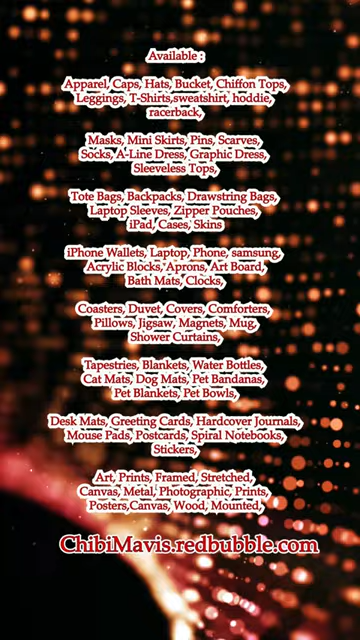 Available :
Apparel, Caps, Hats, Bucket, Chiffon Tops,
Leggings, T-Shirts,sweatshirt, hoddie,
racerback,
Masks, Mini Skirts, Pins, Scarves,
Socks, A-Line Dress, Graphic Dress,
Sleeveless Tops,
Tote Bags, Backpacks, Drawstring Bags,
Laptop Sleeves, Zipper Pouches,
iPad, Cases, Skins
iPhone Wallets, Laptop, Phone, samsung,
Acrylic Blocks, Aprons, Art Board,
Bath Mats, Clocks,
Coasters, Duvet, Covers, Comforters,
Pillows, Jigsaw, Magnets, Mug,
Shower Curtains,
Tapestries, Blankets, Water Bottles,
Cat Mats, Dog Mats, Pet Bandanas,
Pet Blankets, Pet Bowls,
Desk Mats, Greeting Cards, Hardcover Journals,
Mouse Pads, Postcards, Spiral Notebooks,
Stickers,
Art, Prints, Framed, Stretched,
Canvas, Metal, Photographic, Prints,
Posters,Canvas, Wood, Mounted,
ChibiMavis.redbubble.com